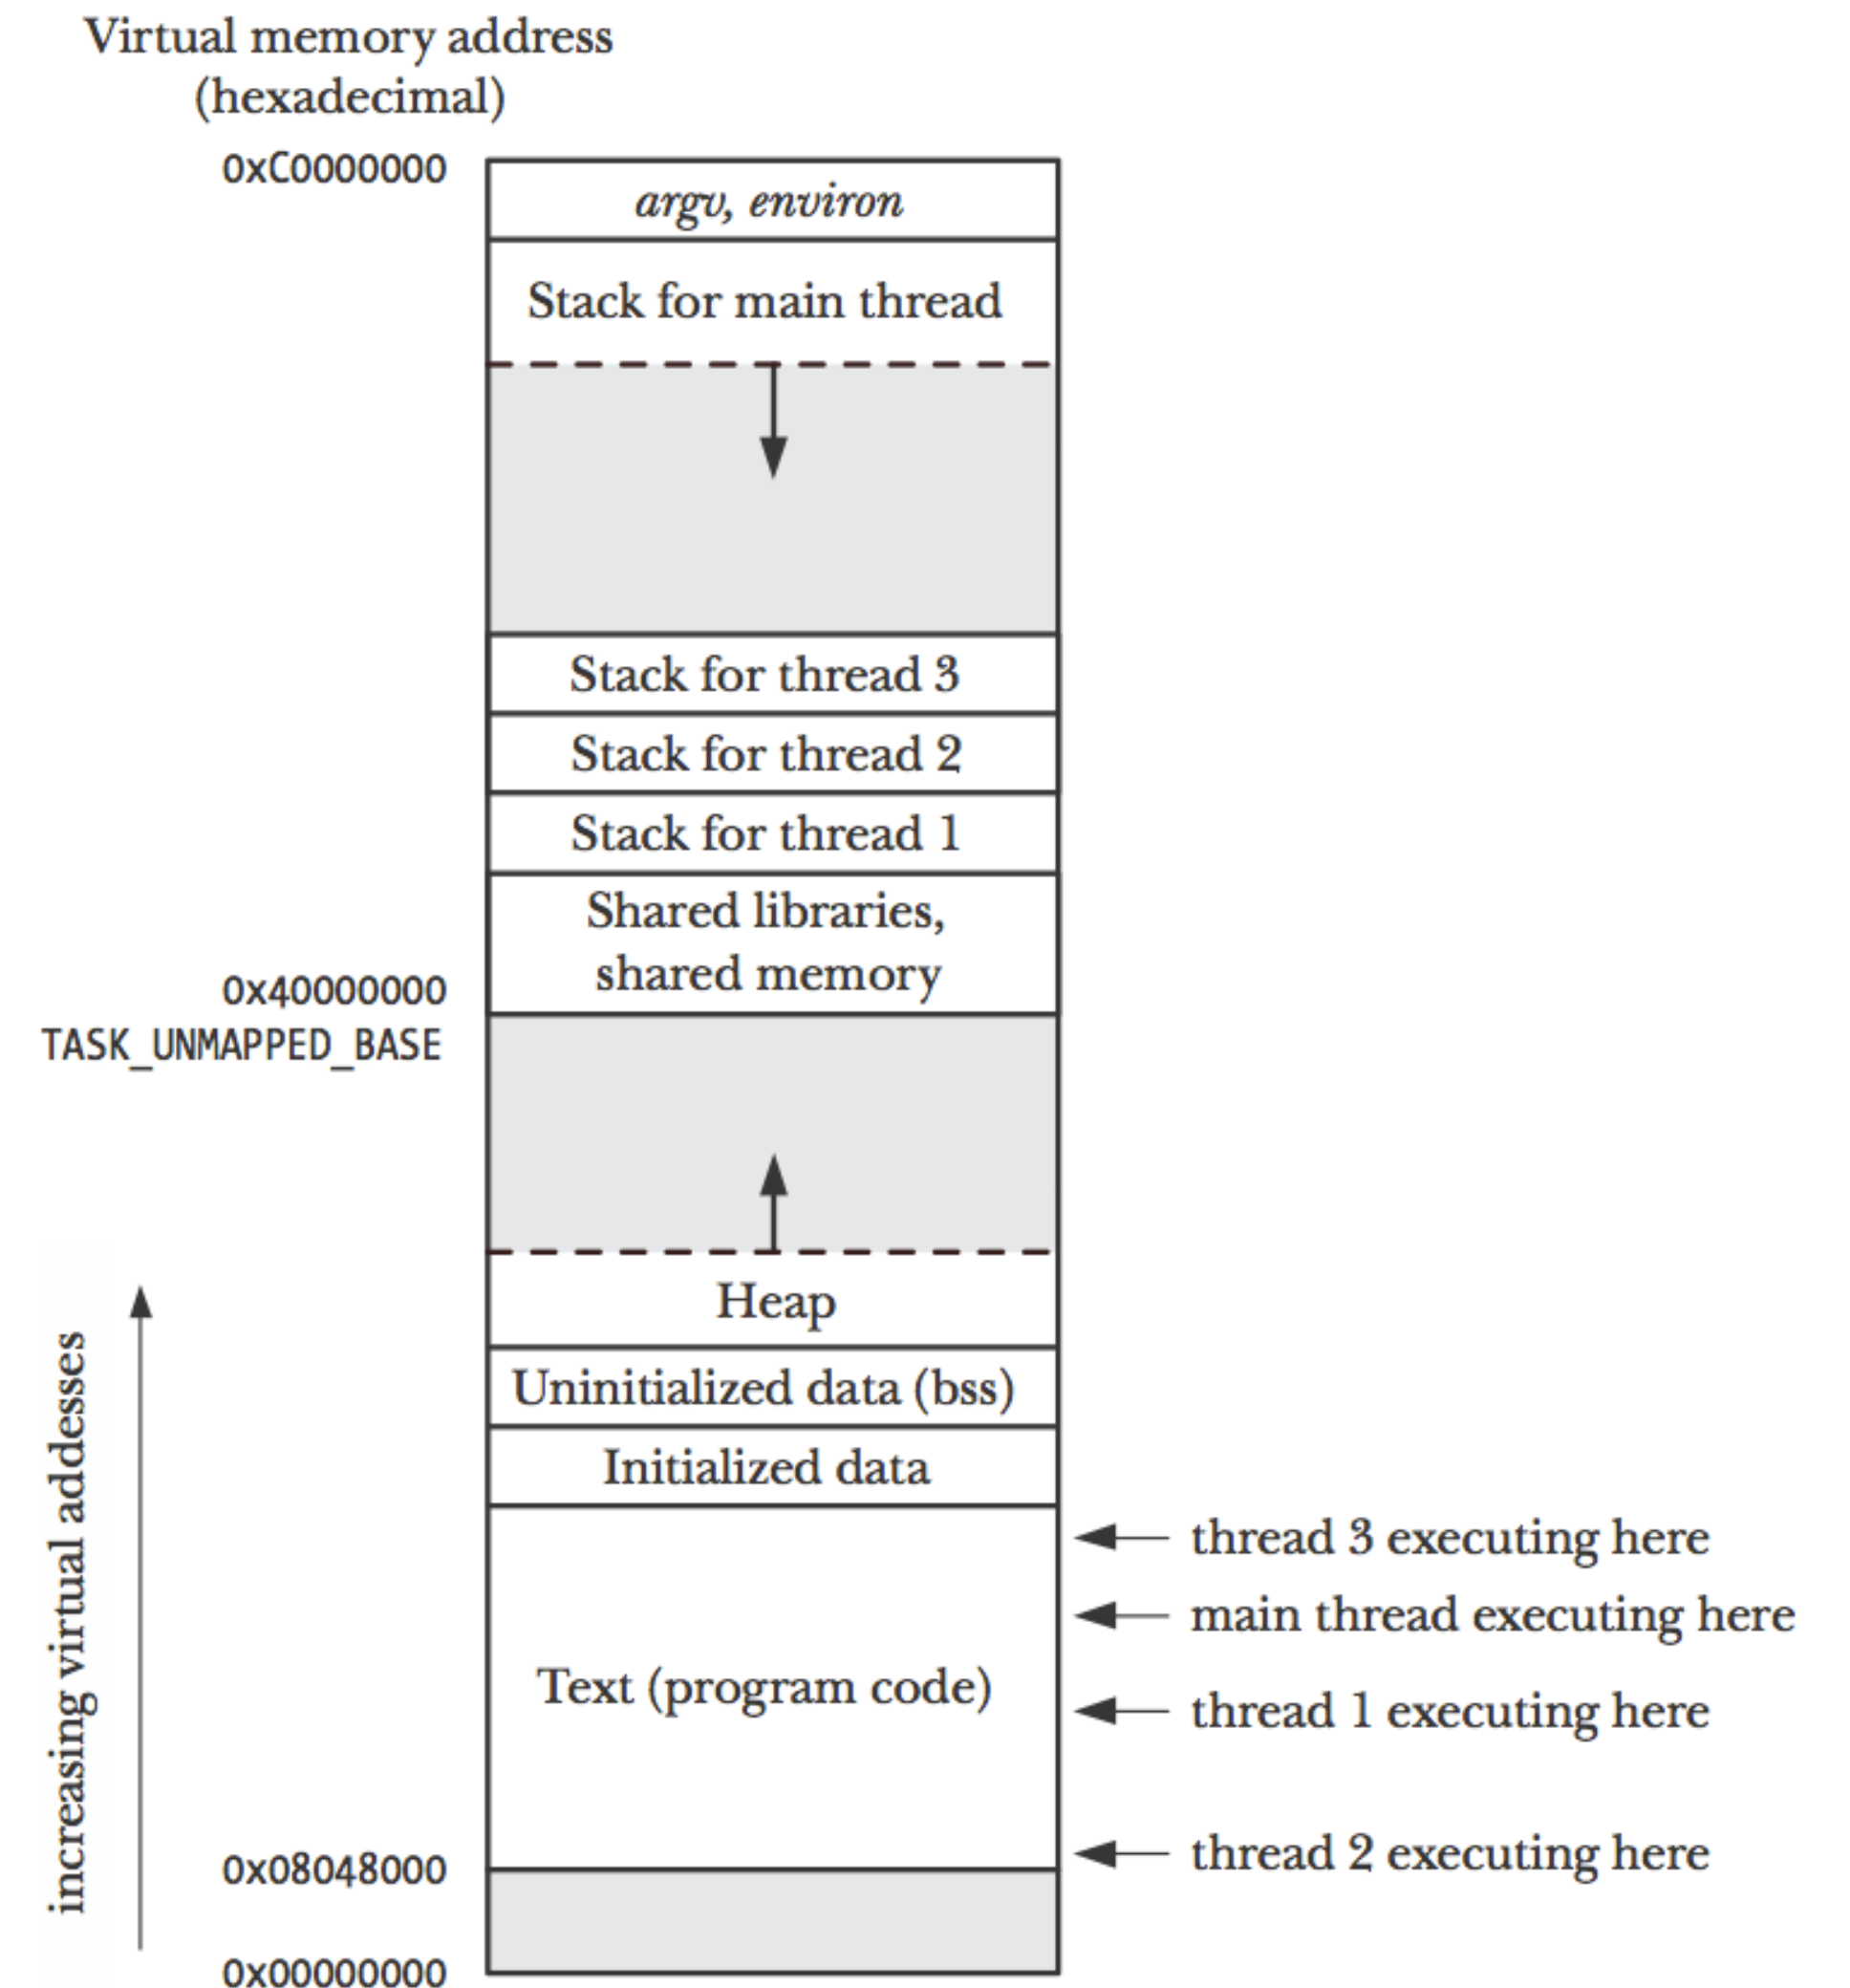 Virtual memory address
(hexadecimal)
0xC0000000
argv, environ
Stack for main thread
Stack for thread 3
Stack for thread 2
Stack for thread 1
Shared libraries,
shared memory
0x40000000
TASK_UNMAPPED_BASE
Heap
Uninitialized data (bss)
Initialized data
increasing virtual addesses
thread 3 executing here
main thread executing here
Text (program code)
thread 1 executing here
thread 2 executing here
0x08048000
0x00000000